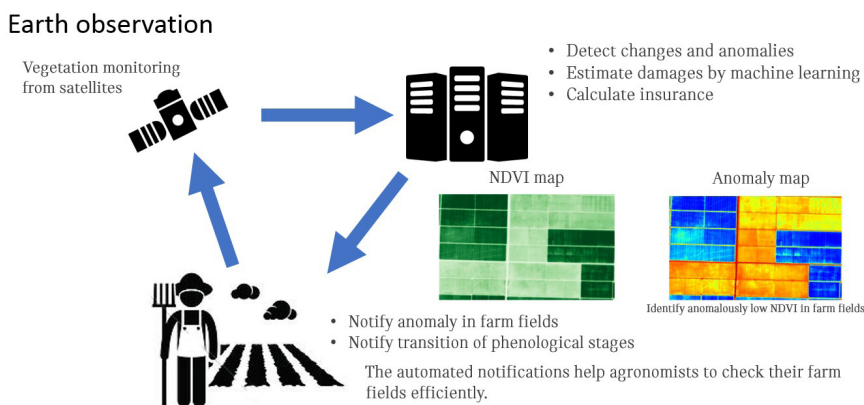 Earth observation
Vegetation monitoring
from satellites
• Detect changes and anomalies
• Estimate damages by machine learning
• Calculate insurance
NDVI map
Anomaly map
Identify anomalously low NDVI in farm fields
• Notify anomaly in farm fields
• Notify transition of phenological stages
The automated notifications help agronomists to check their farm
fields efficiently.